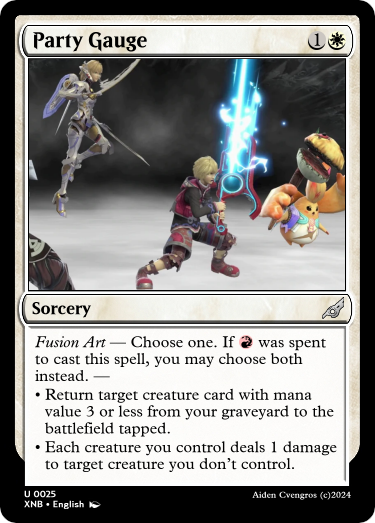 Party Gauge 1
Sorcery
Fusion Art — Choose one. If was spent
to cast this spell, you may choose both
instead. —
• Return target creature card with mana
value 3 or less from your graveyard to the
battlefield tapped.
• Each creature you control deals 1 damage
to target creature you don't control.
U 0025
XNB • English Aiden Cvengros (c)2024